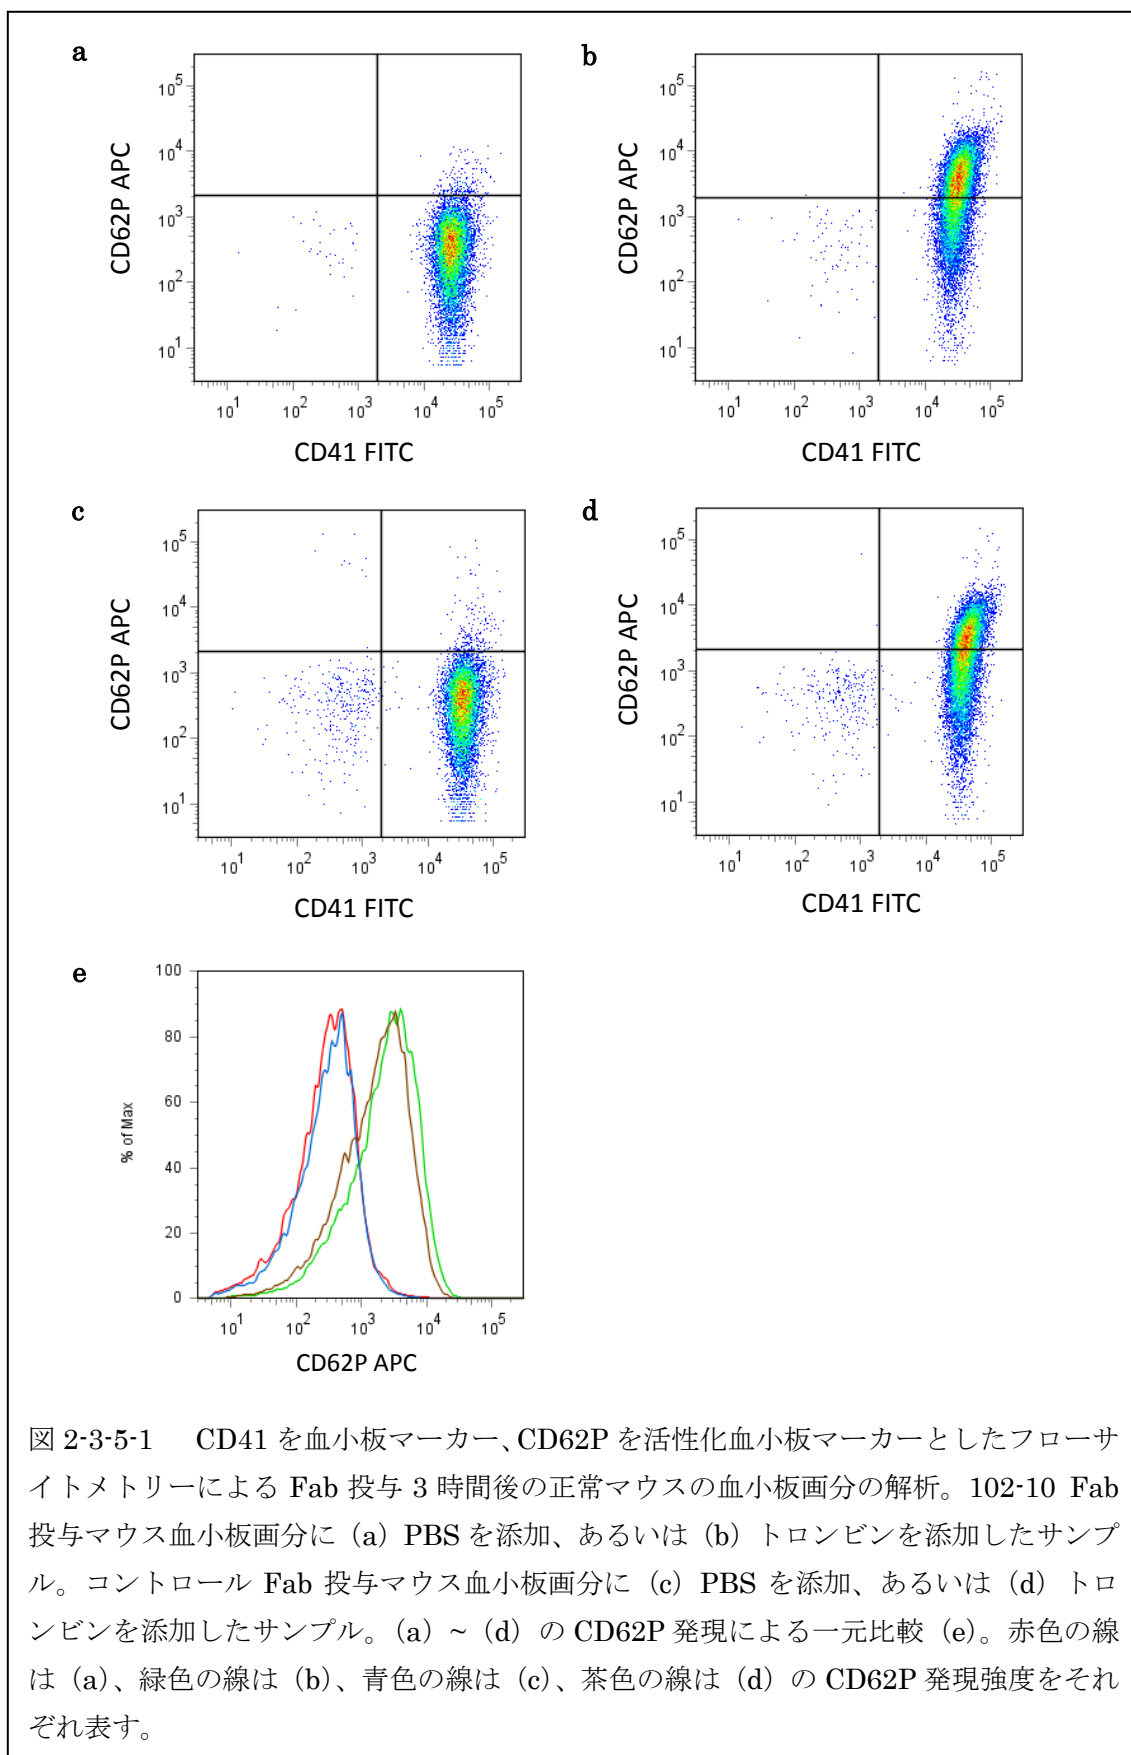 a
10^5
10^4
10^3
10^2
10^1
CD62P APC
10^1 10^2 10^3 10^4 10^5
CD41 FITC
b
10^5
10^4
10^3
10^2
10^1
CD62P APC
10^1 10^2 10^3 10^4 10^5
CD41 FITC
c
10^5
10^4
10^3
10^2
10^1
CD62P APC
10^1 10^2 10^3 10^4 10^5
CD41 FITC
d
10^5
10^4
10^3
10^2
10^1
CD62P APC
10^1 10^2 10^3 10^4 10^5
CD41 FITC
e
100
80
60
40
20
0
% of Max
10^1 10^2 10^3 10^4 10^5
CD62P APC
図 2-3-5-1 CD41 を血小板マーカー、CD62P を活性化血小板マーカーとしたフローサ
イトメトリーによる Fab 投与 3 時間後の正常マウスの血小板画分の解析。102-10 Fab
投与マウス血小板画分に（a）PBS を添加、あるいは（b）トロンビンを添加したサンプ
ル。コントロール Fab 投与マウス血小板画分に（c）PBS を添加、あるいは（d）トロ
ンビンを添加したサンプル。（a）~（d）の CD62P 発現による一元比較（e）。赤色の線
は（a）、緑色の線は（b）、青色の線は（c）、茶色の線は（d）の CD62P 発現強度をそれ
ぞれ表す。